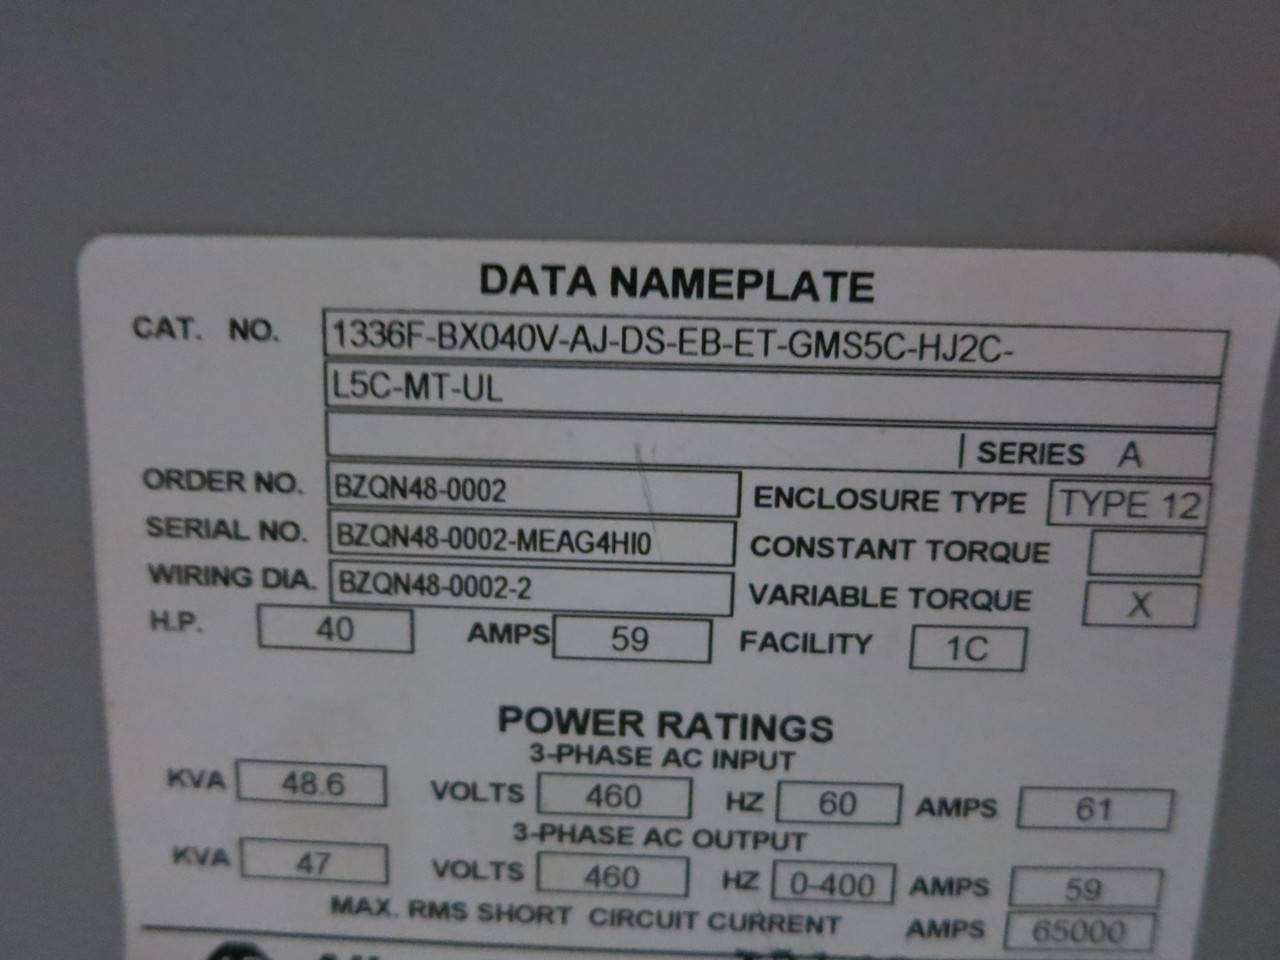 DATA NAMEPLATE
CAT. NO. 1336F-BX040V-AJ-DS-EB-ET-GMS5C-HJ2C-
L5C-MT-UL
SERIES A
ORDER NO. BZQN48-0002 ENCLOSURE TYPE TYPE 12
SERIAL NO. BZQN48-0002-MEAG4HI0 CONSTANT TORQUE
WIRING DIA. BZQN48-0002-2 VARIABLE TORQUE X
H.P. 40 AMPS 59 FACILITY 1C
POWER RATINGS
3-PHASE AC INPUT
KVA 48.6 VOLTS 460 HZ 60 AMPS 61
3-PHASE AC OUTPUT
KVA 47 VOLTS 460 HZ 0-400 AMPS 59
MAX. RMS SHORT CIRCUIT CURRENT AMPS 65000